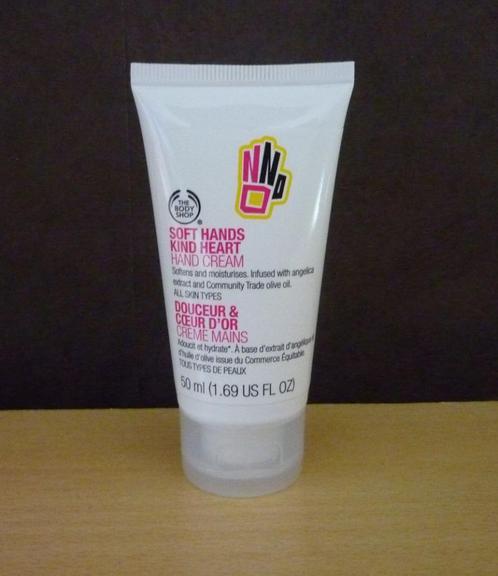 NNO
THE
BODY
SHOP
®
SOFT HANDS
KIND HEART
HAND CREAM
Softens and moisturises. Infused with angelica
extract and Community Trade olive oil.
ALL SKIN TYPES
DOUCEUR &
CŒUR D'OR
CRÈME MAINS
Adoucit et hydrate*. À base d'extrait d'angélique
d'huile d'olive issue du Commerce Équitable.
TOUS TYPES DE PEAUX
50 ml (1.69 US FL OZ)